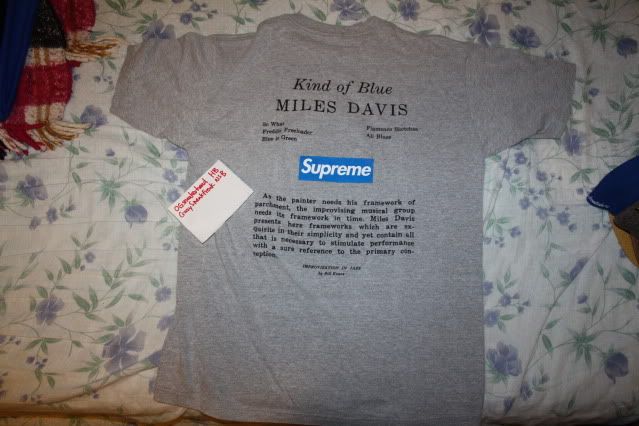 Kind of Blue
MILES DAVIS
So What
Freddie Freeloader
Blue in Green
Flamenco Sketches
All Blues
Supreme
As the painter needs his framework of
parchment, the improvising musical group
needs its framework in time. Miles Davis
presents here frameworks which are ex-
quisite in their simplicity and yet contain all
that is necessary to stimulate performance
with a sure reference to the primary con-
ception.
IMPROVISATION IN JAZZ
by Bill Evans
HB